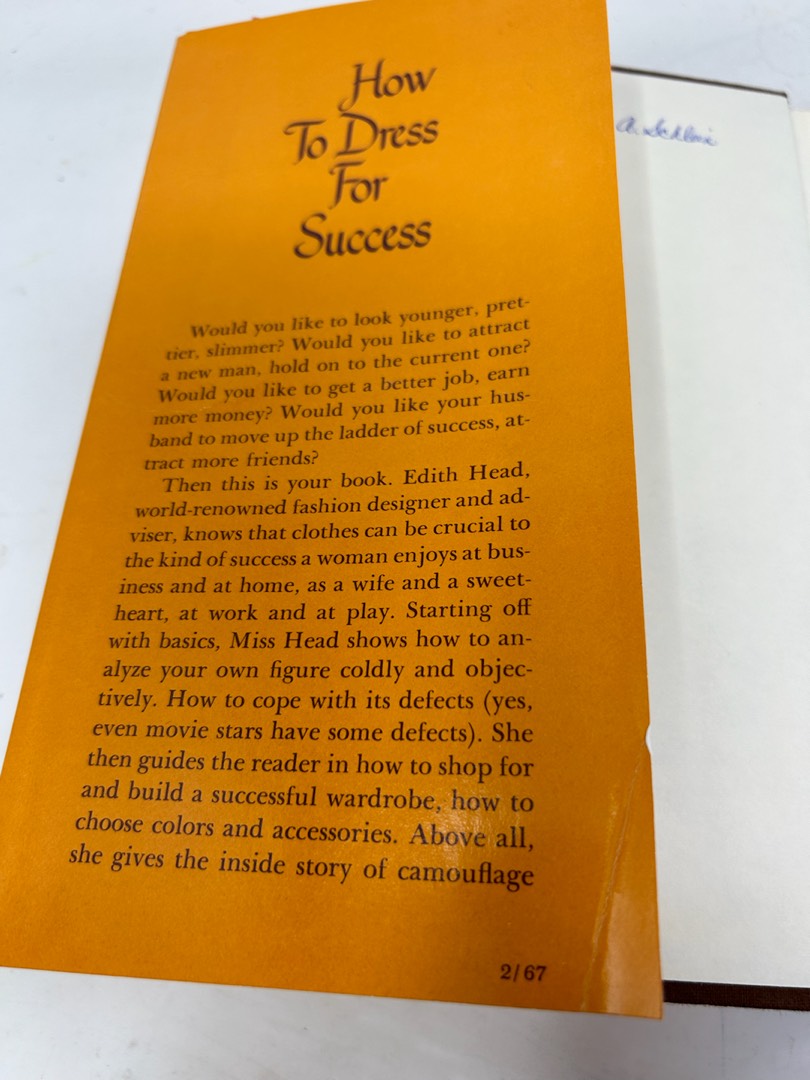 How
To Dress
For
Success
Would you like to look younger, pret-
tier, slimmer? Would you like to attract
a new man, hold on to the current one?
Would you like to get a better job, earn
more money? Would you like your hus-
band to move up the ladder of success, at-
tract more friends?
Then this is your book. Edith Head,
world-renowned fashion designer and ad-
viser, knows that clothes can be crucial to
the kind of success a woman enjoys at bus-
iness and at home, as a wife and a sweet-
heart, at work and at play. Starting off
with basics, Miss Head shows how to an-
alyze your own figure coldly and objec-
tively. How to cope with its defects (yes,
even movie stars have some defects). She
then guides the reader in how to shop for
and build a successful wardrobe, how to
choose colors and accessories. Above all,
she gives the inside story of camouflage
2/67